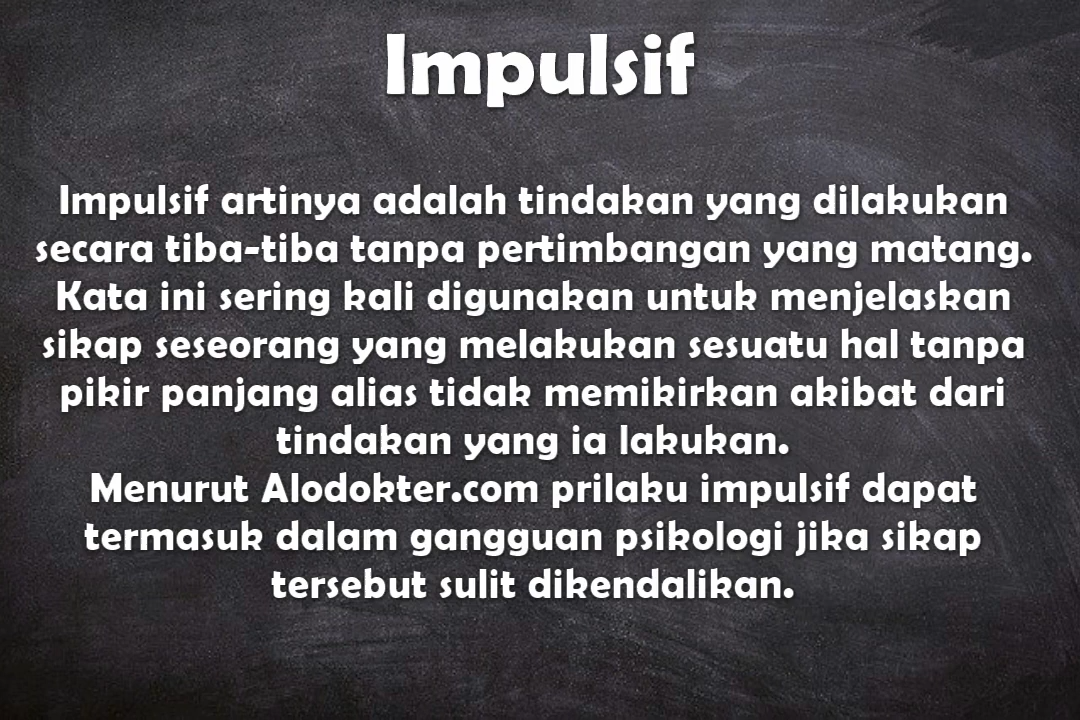 Impulsif
Impulsif artinya adalah tindakan yang dilakukan
secara tiba-tiba tanpa pertimbangan yang matang.
Kata ini sering kali digunakan untuk menjelaskan
sikap seseorang yang melakukan sesuatu hal tanpa
pikir panjang alias tidak memikirkan akibat dari
tindakan yang ia lakukan.
Menurut Alodokter.com prilaku impulsif dapat
termasuk dalam gangguan psikologi jika sikap
tersebut sulit dikendalikan.